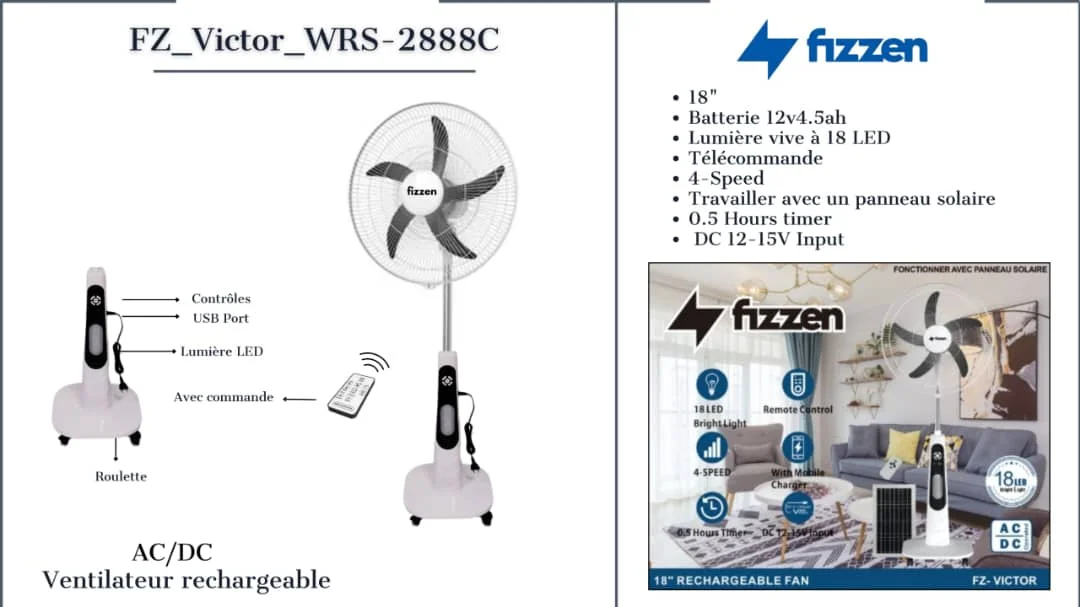 FZ_Victor_WRS-2888C
fizzen
Contrôles
USB Port
Lumière LED
Avec commande
Roulette
AC/DC
Ventilateur rechargeable
fizzen
18"
Batterie 12v4.5ah
Lumière vive à 18 LED
Télécommande
4-Speed
Travailler avec un panneau solaire
0.5 Hours timer
DC 12-15V Input
FONCTIONNER AVEC PANNEAU SOLAIRE
fizzen
18 LED
Bright Light
Remote Control
4-SPEED
With Mobile
Charger
0.5 Hours Timer
DC 12-15V Input
18 LED
Bright Light
AC
DC
18" RECHARGEABLE FAN
FZ- VICTOR